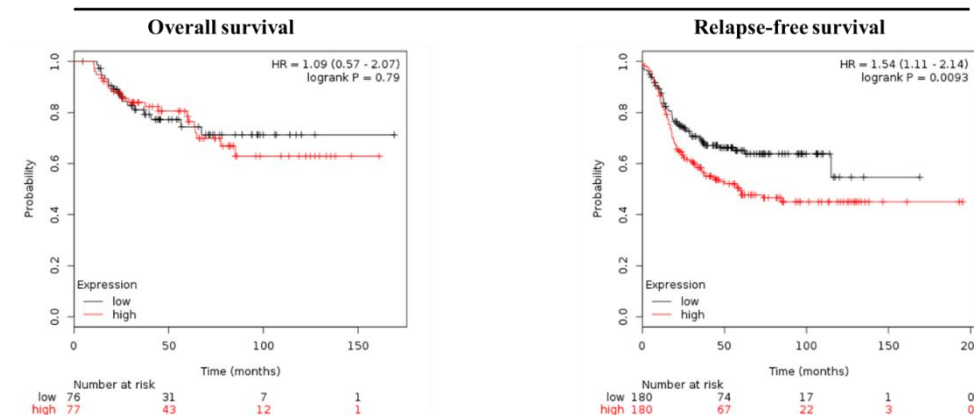 Overall survival
HR = 1.09 (0.57 - 2.07)
logrank P = 0.79
Probability
1.0
0.8
0.6
0.4
0.2
0.0
Expression
low
high
0 50 100 150
Time (months)
Number at risk
low 76 31 7 1
high 77 43 12 1
Relapse-free survival
HR = 1.54 (1.11 - 2.14)
logrank P = 0.0093
Probability
1.0
0.8
0.6
0.4
0.2
0.0
Expression
low
high
0 50 100 150 20
Time (months)
Number at risk
low 180 74 17 1 0
high 180 67 22 3 0